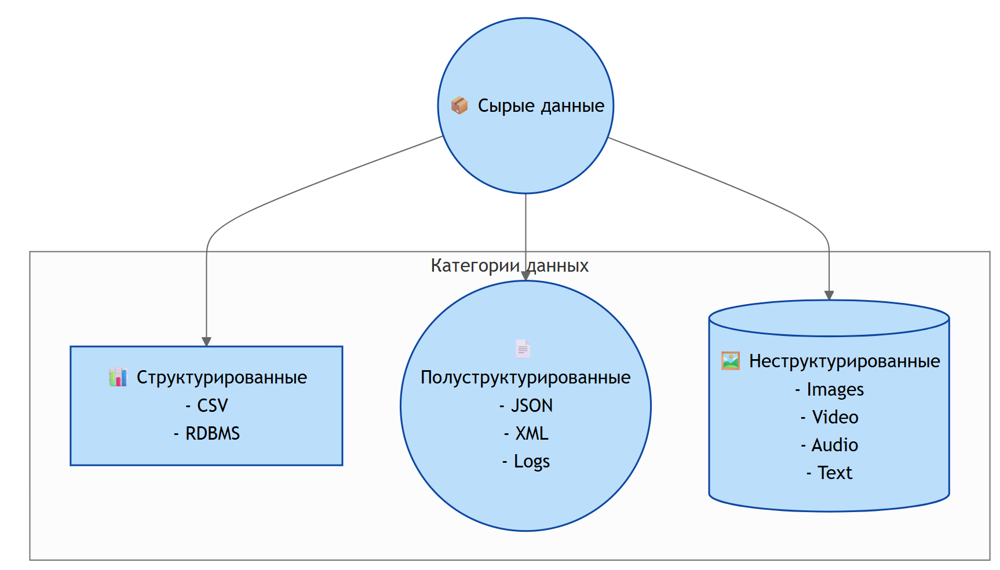 📦 Сырые данные
Категории данных
📊 Структурированные
- CSV
- RDBMS
📄
Полуструктурированные
- JSON
- XML
- Logs
🖼️ Неструктурированные
- Images
- Video
- Audio
- Text